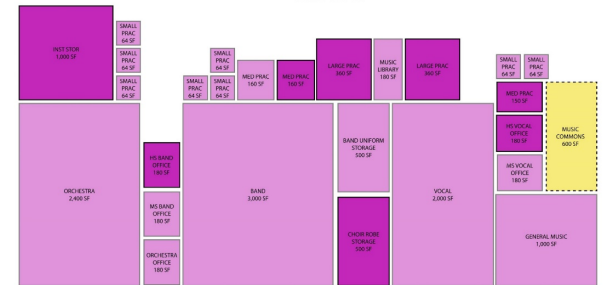 INST STOR
1,000 SF
SMALL
PRAC
64 SF
SMALL
PRAC
64 SF
SMALL
PRAC
64 SF
SMALL
PRAC
64 SF
SMALL
PRAC
64 SF
SMALL
PRAC
64 SF
MED PRAC
160 SF
MED PRAC
160 SF
LARGE PRAC
360 SF
MUSIC
LIBRARY
180 SF
LARGE PRAC
360 SF
SMALL
PRAC
64 SF
SMALL
PRAC
64 SF
MED PRAC
150 SF
HS VOCAL
OFFICE
180 SF
MS VOCAL
OFFICE
180 SF
MUSIC
COMMONS
600 SF
ORCHESTRA
2,400 SF
HS BAND
OFFICE
180 SF
MS BAND
OFFICE
180 SF
ORCHESTRA
OFFICE
180 SF
BAND
3,000 SF
BAND UNIFORM
STORAGE
500 SF
CHOIR ROBE
STORAGE
500 SF
VOCAL
2,000 SF
GENERAL MUSIC
1,000 SF